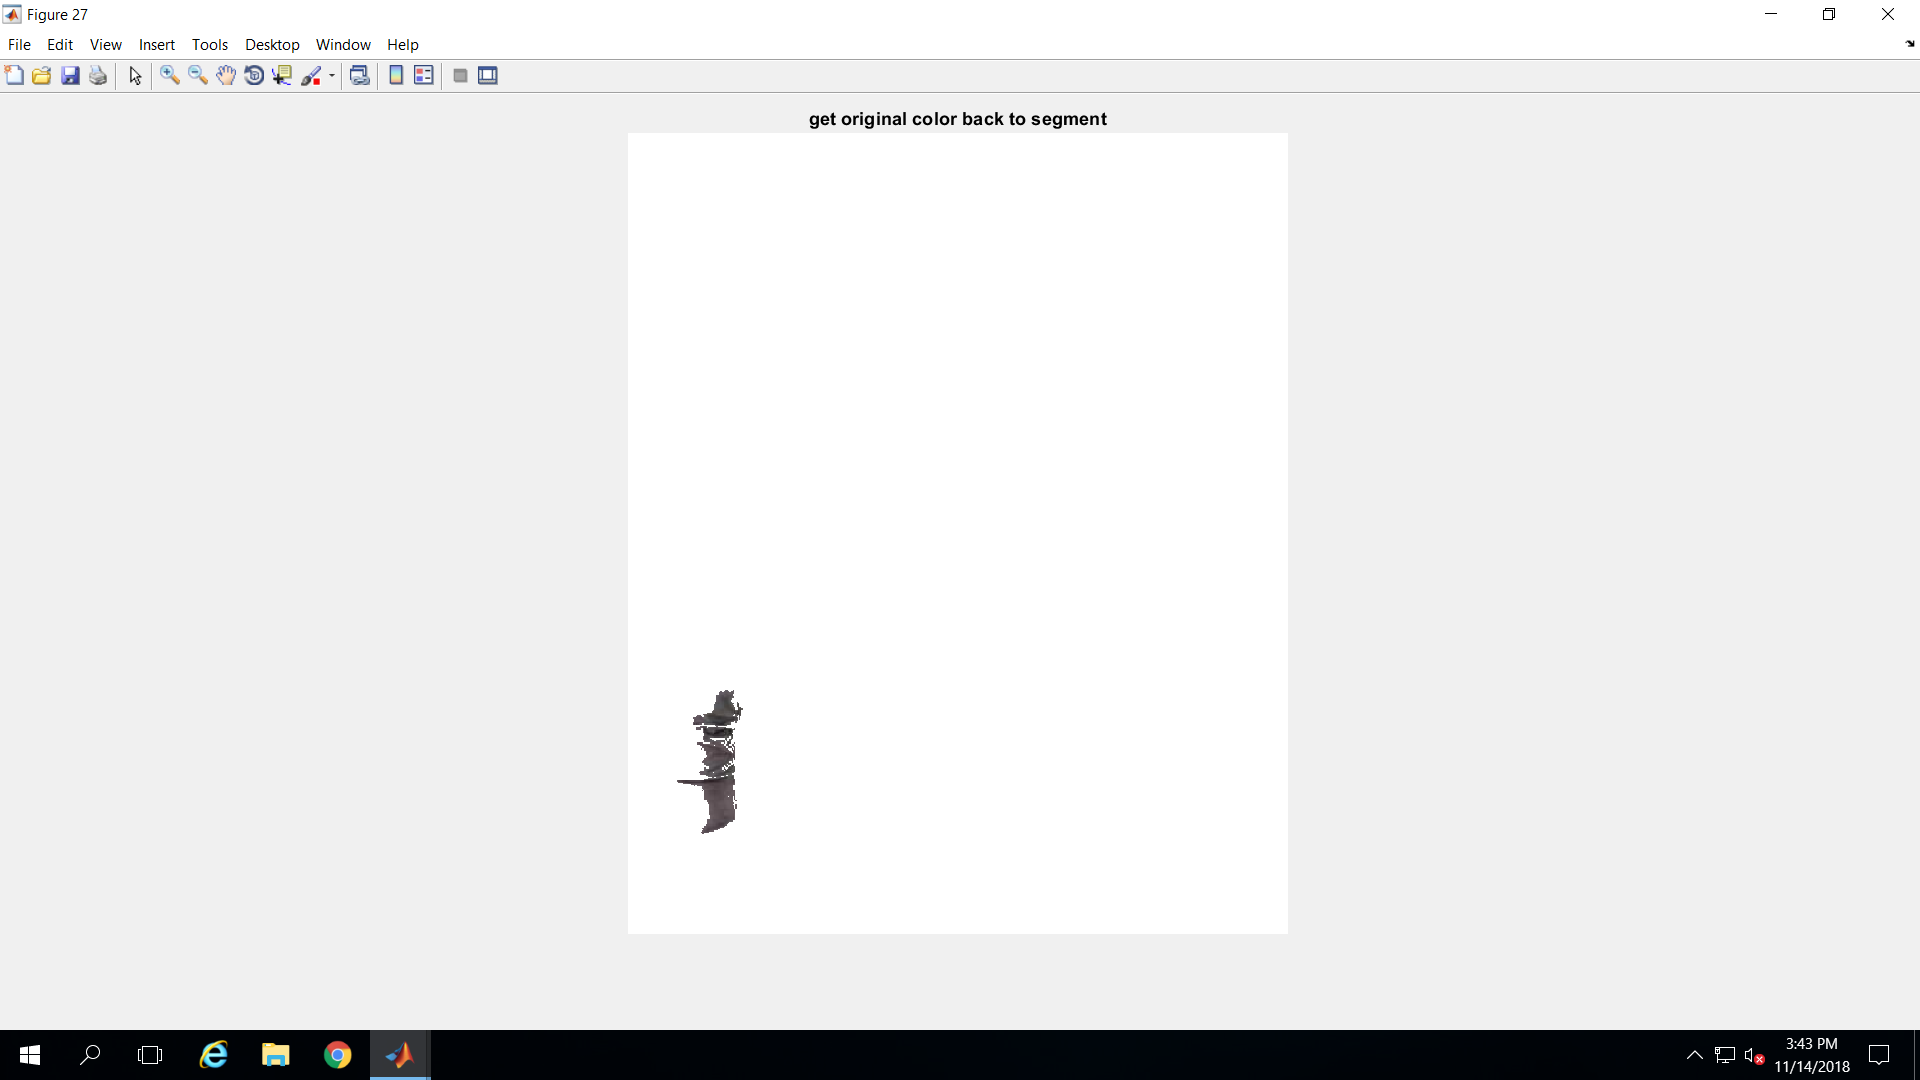 Figure 27
File Edit View Insert Tools Desktop Window Help
get original color back to segment
3:43 PM
11/14/2018